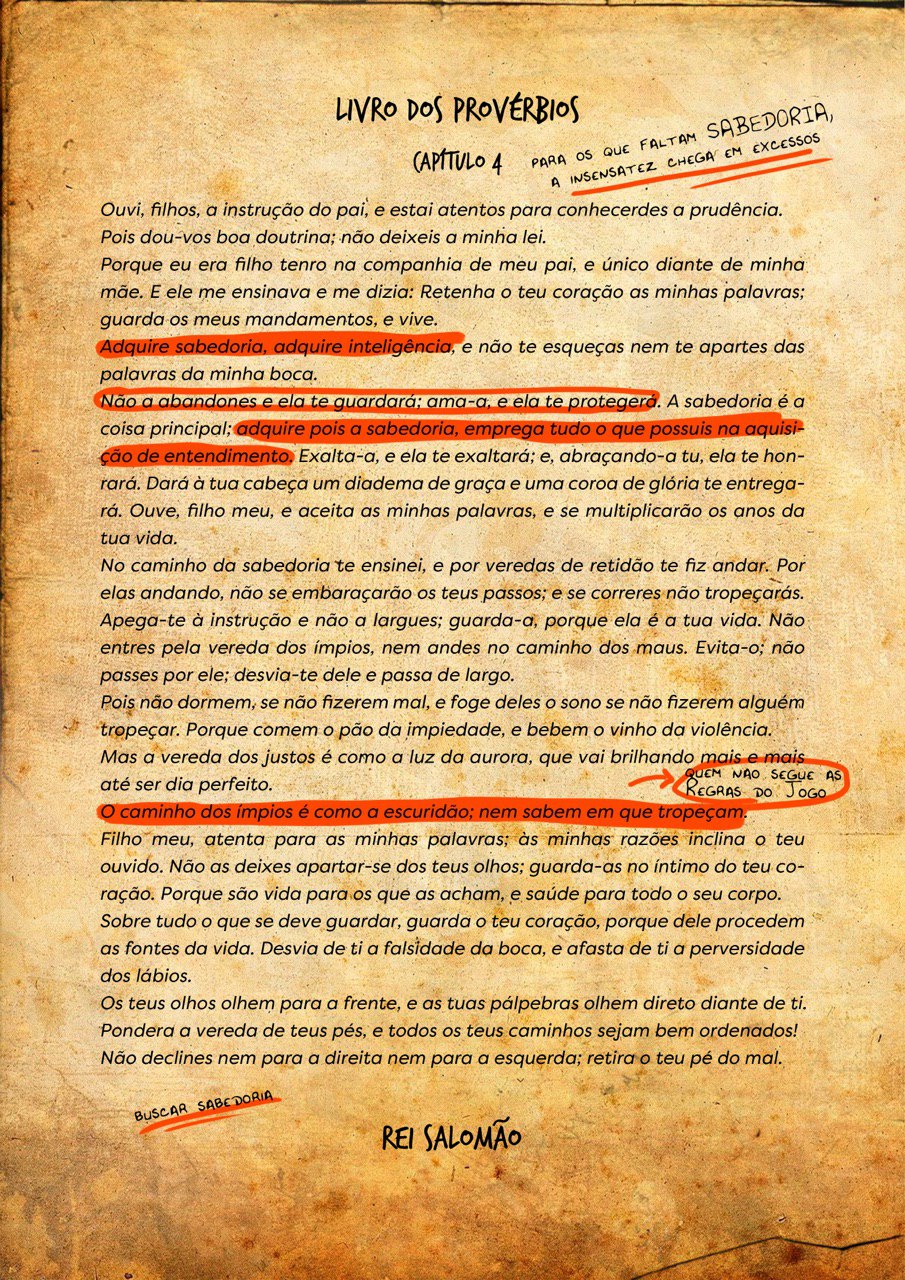 LIVRO DOS PROVÉRBIOS
CAPÍTULO 4
PARA OS QUE FALTAM SABEDORIA,
A INSENSATEZ CHEGA EM EXCESSOS
Ouvi, filhos, a instrução do pai, e estai atentos para conhecerdes a prudência.
Pois dou-vos boa doutrina; não deixeis a minha lei.
Porque eu era filho tenro na companhia de meu pai, e único diante de minha
mãe. E ele me ensinava e me dizia: Retenha o teu coração as minhas palavras;
guarda os meus mandamentos, e vive.
Adquire sabedoria, adquire inteligência, e não te esqueças nem te apartes das
palavras da minha boca.
Não a abandones e ela te guardará; ama-a, e ela te protegerá. A sabedoria é a
coisa principal; adquire pois a sabedoria, emprega tudo o que possuis na aquisi-
ção de entendimento. Exalta-a, e ela te exaltará; e, abraçando-a tu, ela te hon-
rará. Dará à tua cabeça um diadema de graça e uma coroa de glória te entrega-
rá. Ouve, filho meu, e aceita as minhas palavras, e se multiplicarão os anos da
tua vida.
No caminho da sabedoria te ensinei, e por veredas de retidão te fiz andar. Por
elas andando, não se embaraçarão os teus passos; e se correres não tropeçarás.
Apega-te à instrução e não a largues; guarda-a, porque ela é a tua vida. Não
entres pela vereda dos ímpios, nem andes no caminho dos maus. Evita-o; não
passes por ele; desvia-te dele e passa de largo.
Pois não dormem, se não fizerem mal, e foge deles o sono se não fizerem alguém
tropeçar. Porque comem o pão da impiedade, e bebem o vinho da violência.
Mas a vereda dos justos é como a luz da aurora, que vai brilhando mais e mais
até ser dia perfeito.
QUEM NAO SEGUE AS
REGRAS DO JOGO
O caminho dos ímpios é como a escuridão; nem sabem em que tropeçam.
Filho meu, atenta para as minhas palavras; às minhas razões inclina o teu
ouvido. Não as deixes apartar-se dos teus olhos; guarda-as no íntimo do teu co-
ração. Porque são vida para os que as acham, e saúde para todo o seu corpo.
Sobre tudo o que se deve guardar, guarda o teu coração, porque dele procedem
as fontes da vida. Desvia de ti a falsidade da boca, e afasta de ti a perversidade
dos lábios.
Os teus olhos olhem para a frente, e as tuas pálpebras olhem direto diante de ti.
Pondera a vereda de teus pés, e todos os teus caminhos sejam bem ordenados!
Não declines nem para a direita nem para a esquerda; retira o teu pé do mal.
BUSCAR SABEDORIA
REI SALOMÃO